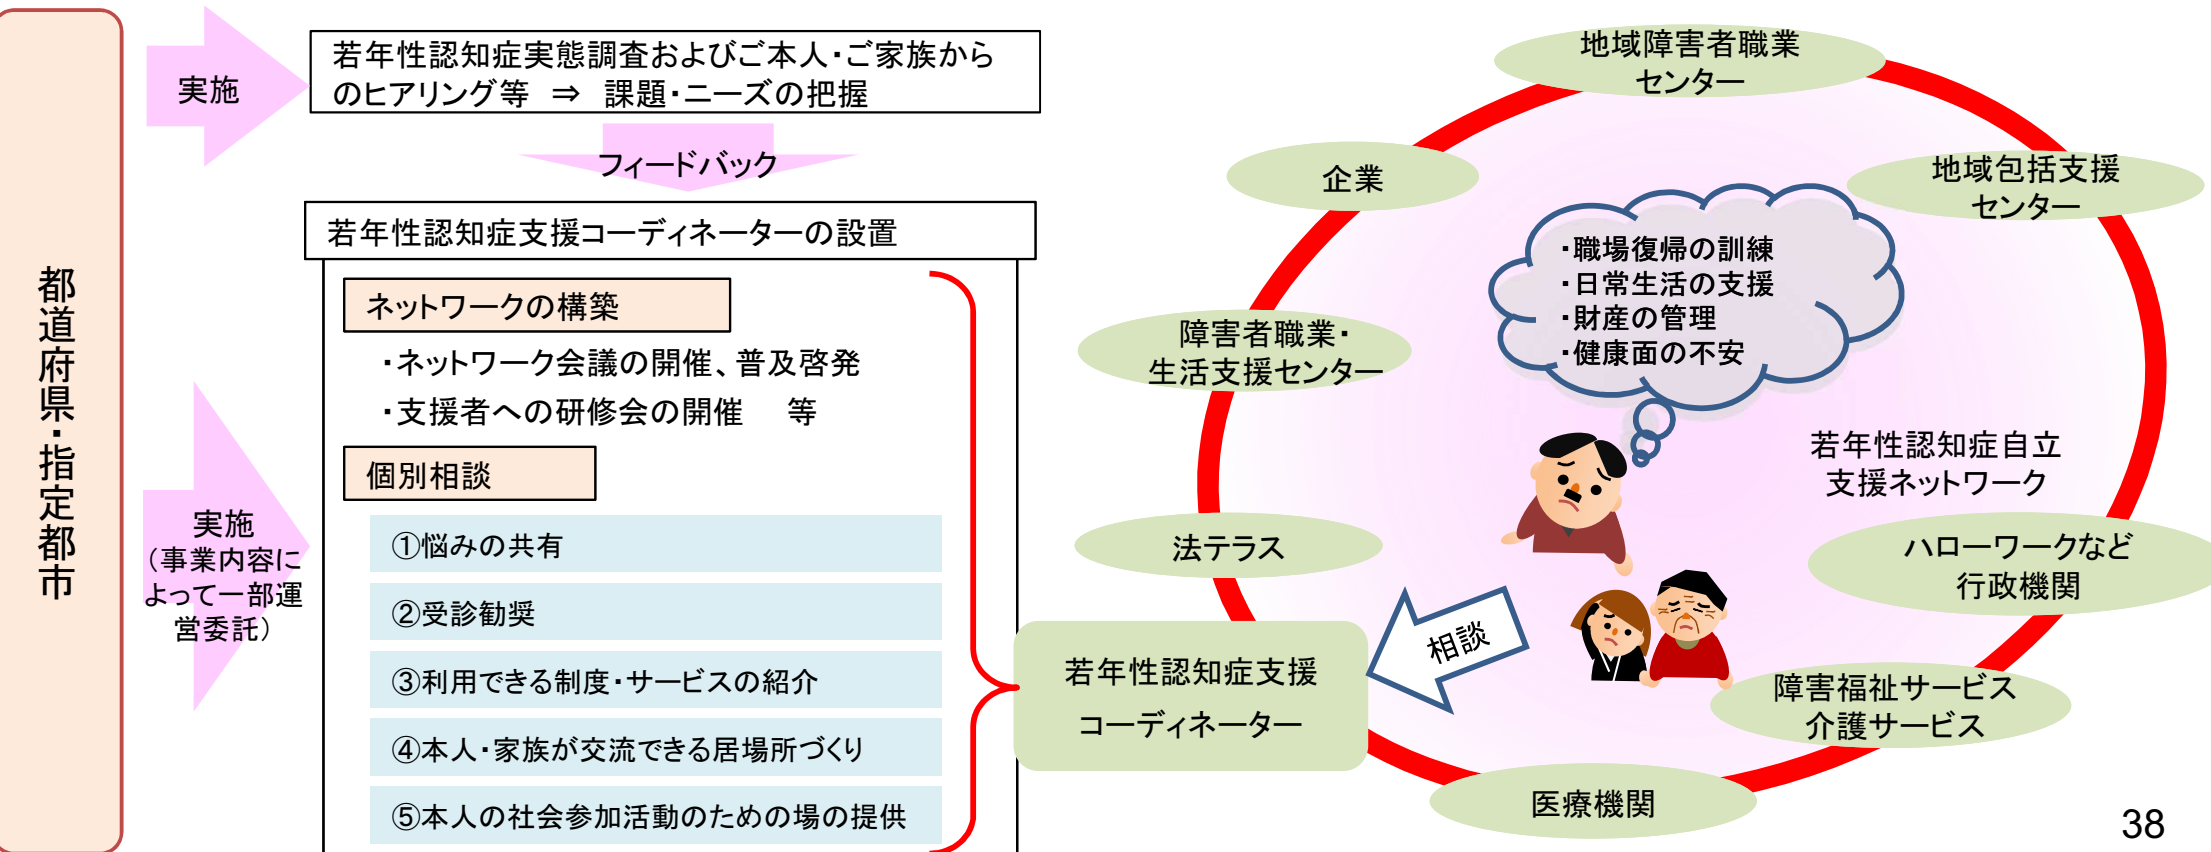 都道府県・指定都市
実施
若年性認知症実態調査およびご本人・ご家族から
のヒアリング等 ⇒ 課題・ニーズの把握
フィードバック
若年性認知症支援コーディネーターの設置
ネットワークの構築
・ネットワーク会議の開催、普及啓発
・支援者への研修会の開催 等
個別相談
①悩みの共有
②受診勧奨
③利用できる制度・サービスの紹介
④本人・家族が交流できる居場所づくり
⑤本人の社会参加活動のための場の提供
実施
（事業内容に
よって一部運
営委託）
地域障害者職業
センター
企業
地域包括支援
センター
・職場復帰の訓練
・日常生活の支援
・財産の管理
・健康面の不安
障害者職業・
生活支援センター
若年性認知症自立
支援ネットワーク
法テラス
ハローワークなど
行政機関
相談
若年性認知症支援
コーディネーター
障害福祉サービス
介護サービス
医療機関
38